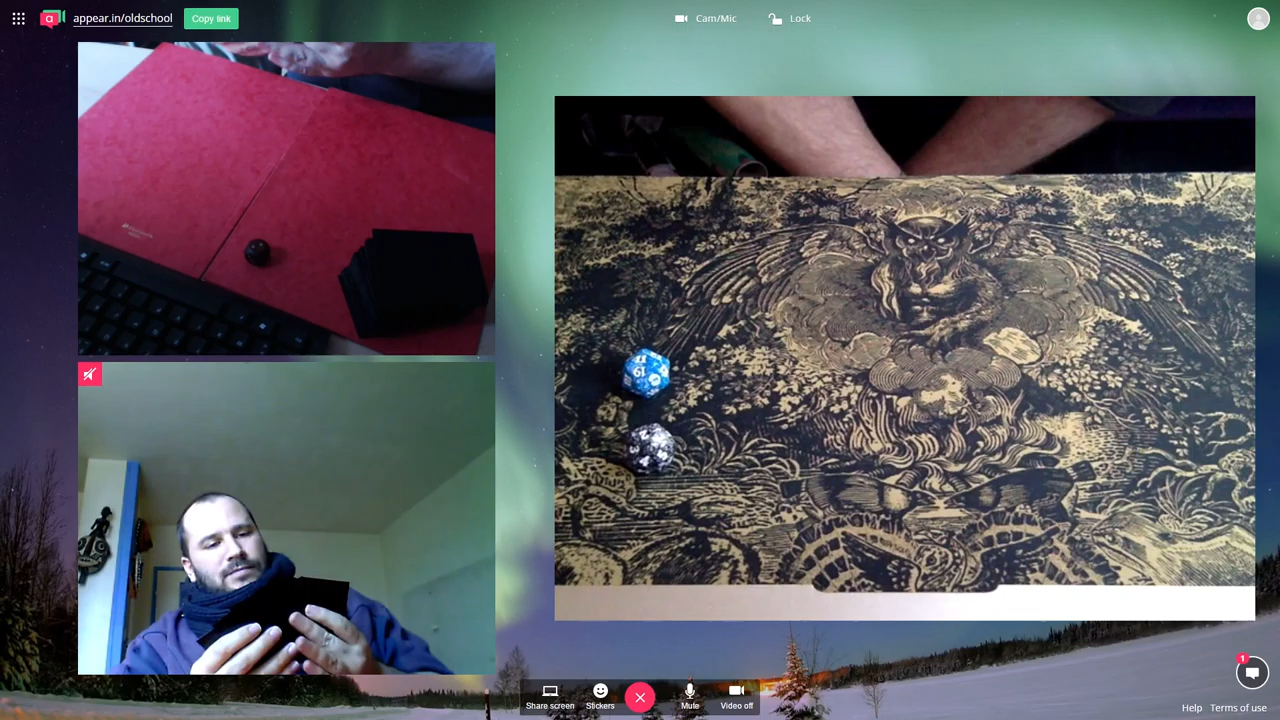 appear.in/oldschool
Copy link
Cam/Mic
Lock
19
1
Share screen
Stickers
Mute
Video off
Help
Terms of use